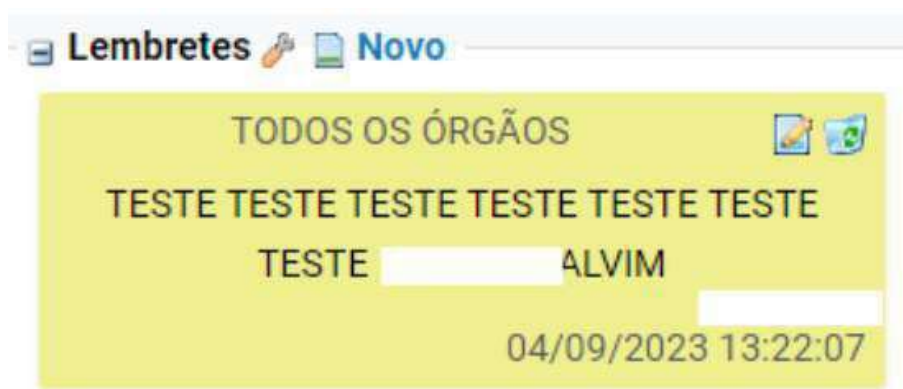 Lembretes Novo
TODOS OS ÓRGÃOS
TESTE TESTE TESTE TESTE TESTE TESTE
TESTE ALVIM
04/09/2023 13:22:07